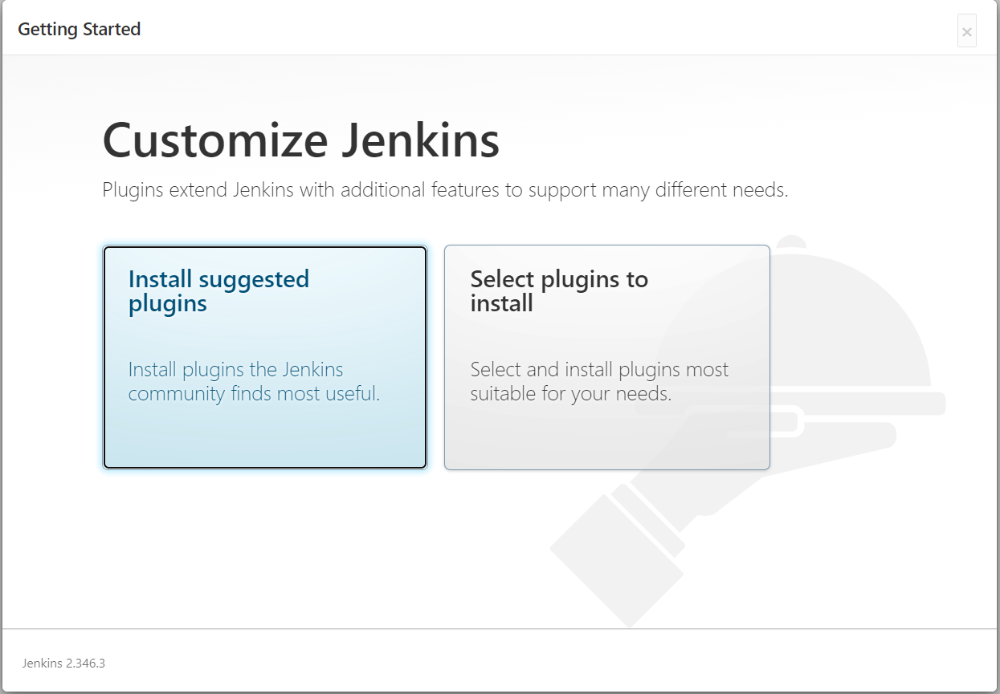 Getting Started
×
Customize Jenkins
Plugins extend Jenkins with additional features to support many different needs.
Install suggested
plugins
Install plugins the Jenkins
community finds most useful.
Select plugins to
install
Select and install plugins most
suitable for your needs.
Jenkins 2.346.3